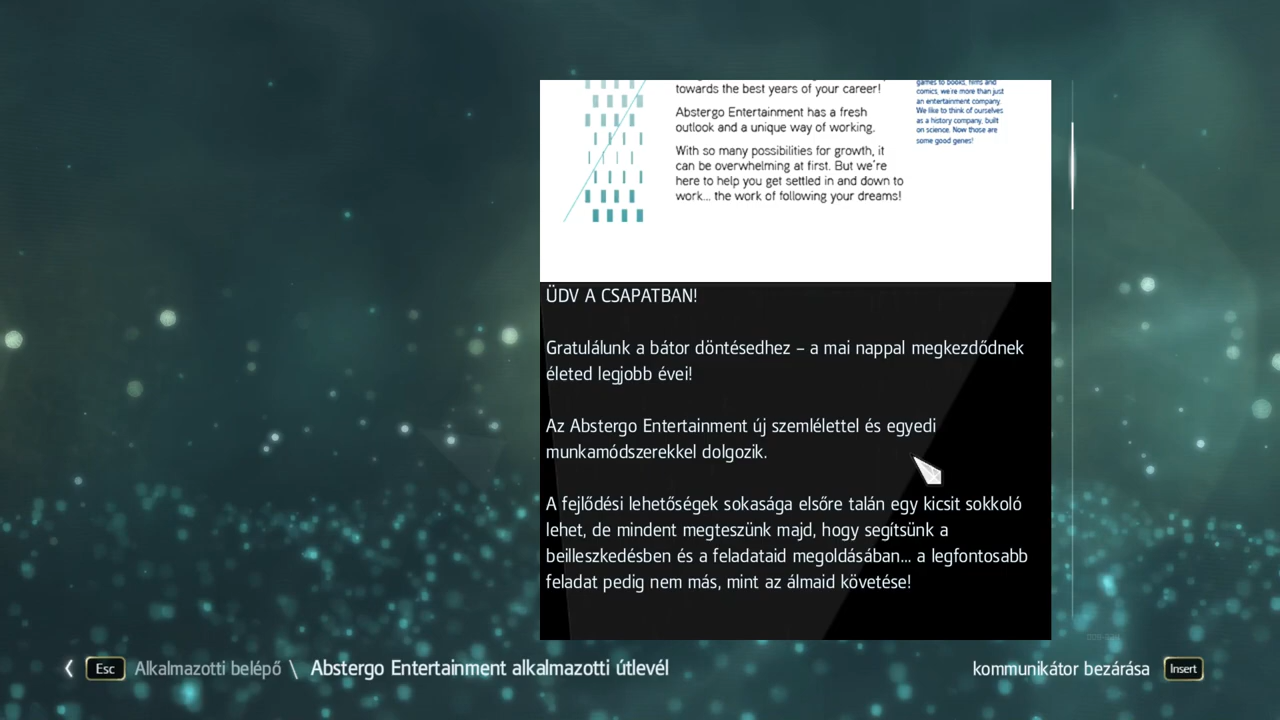 towards the best years of your career!
Abstergo Entertainment has a fresh
outlook and a unique way of working.
With so many possibilities for growth, it
can be overwhelming at first. But we're
here to help you get settled in and down to
work... the work of following your dreams!
games to books, films and
comics, we're more than just
an entertainment company.
We like to think of ourselves
as a history company, built
on science. Now those are
some good genes!
ÜDV A CSAPATBAN!
Gratulálunk a bátor döntésedhez – a mai nappal megkezdődnek
életed legjobb évei!
Az Abstergo Entertainment új szemlélettel és egyedi
munkamódszerekkel dolgozik.
A fejlődési lehetőségek sokasága elsőre talán egy kicsit sokkoló
lehet, de mindent megteszünk majd, hogy segítsünk a
beilleszkedésben és a feladataid megoldásában... a legfontosabb
feladat pedig nem más, mint az álmaid követése!
Esc Alkalmazotti belépő \ Abstergo Entertainment alkalmazotti útlevél
kommunikátor bezárása Insert